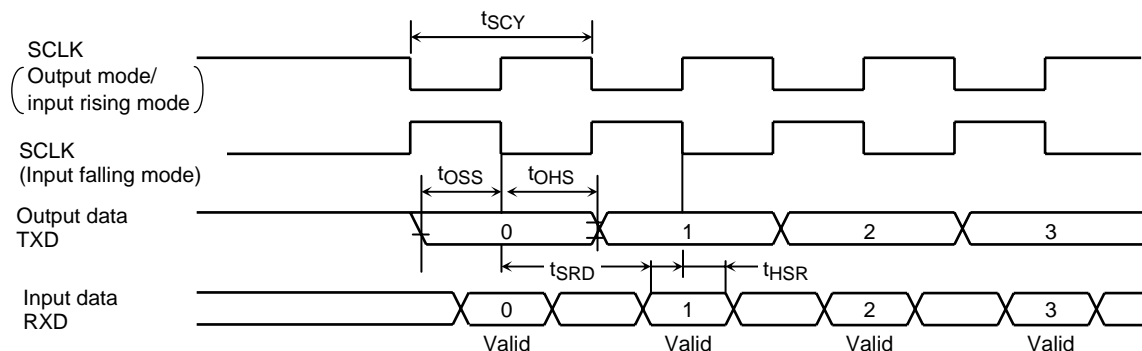 tSCY
SCLK
(Output mode/
input rising mode)
SCLK
(Input falling mode)
tOSS
tOHS
Output data
TXD
0
1
2
3
tSRD
tHSR
Input data
RXD
0
1
2
3
Valid
Valid
Valid
Valid